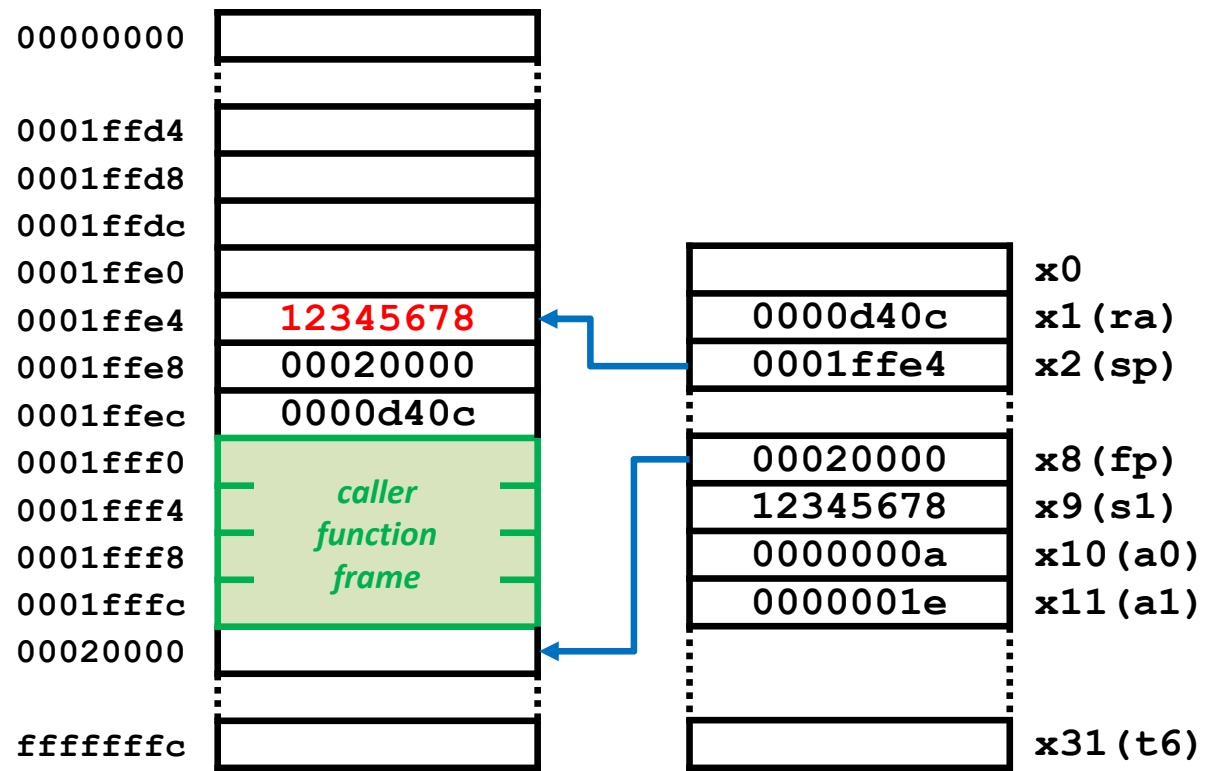 00000000
0001ffd4
0001ffd8
0001ffdc
0001ffe0
x0
0001ffe4 12345678 0000d40c x1(ra)
0001ffe8 00020000 0001ffe4 x2(sp)
0001ffec 0000d40c
0001fff0 00020000 x8(fp)
caller
0001fff4 12345678 x9(s1)
function
0001fff8 0000000a x10(a0)
frame
0001fffc 0000001e x11(a1)
00020000
fffffffc x31(t6)